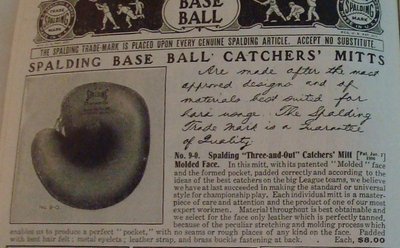 BASE
BALL
SPALDING
TRADE
MARK
SPALDING
TRADE
MARK
THE SPALDING TRADE-MARK IS PLACED UPON EVERY GENUINE SPALDING ARTICLE. ACCEPT NO SUBSTITUTE.
SPALDING BASE BALL CATCHERS' MITTS
Are made after the most
approved designs and of
materials best suited for
hard usage. The Spalding
Trade Mark is a Guarantee
of Quality
No. 9-0. Spalding "Three-and-Out" Catchers' Mitt
Molded Face. In this mitt, with its patented "Molded" face
and the formed pocket, padded correctly and according to the
ideas of the best catchers on the big League teams, we believe
we have at last succeeded in making the standard or universal
style for championship play. Each individual mitt is a master-
piece of care and attention and the product of one of our most
expert workmen. Material throughout is best obtainable and
we select for the face only leather which is perfectly tanned,
No. 9-0.
because of the peculiar stretching and molding process which
enables us to produce a perfect "pocket," with no seams or rough places of any kind on the face. Padded
with best hair felt; metal eyelets; leather strap, and brass buckle fastening at back. Each, $8.00